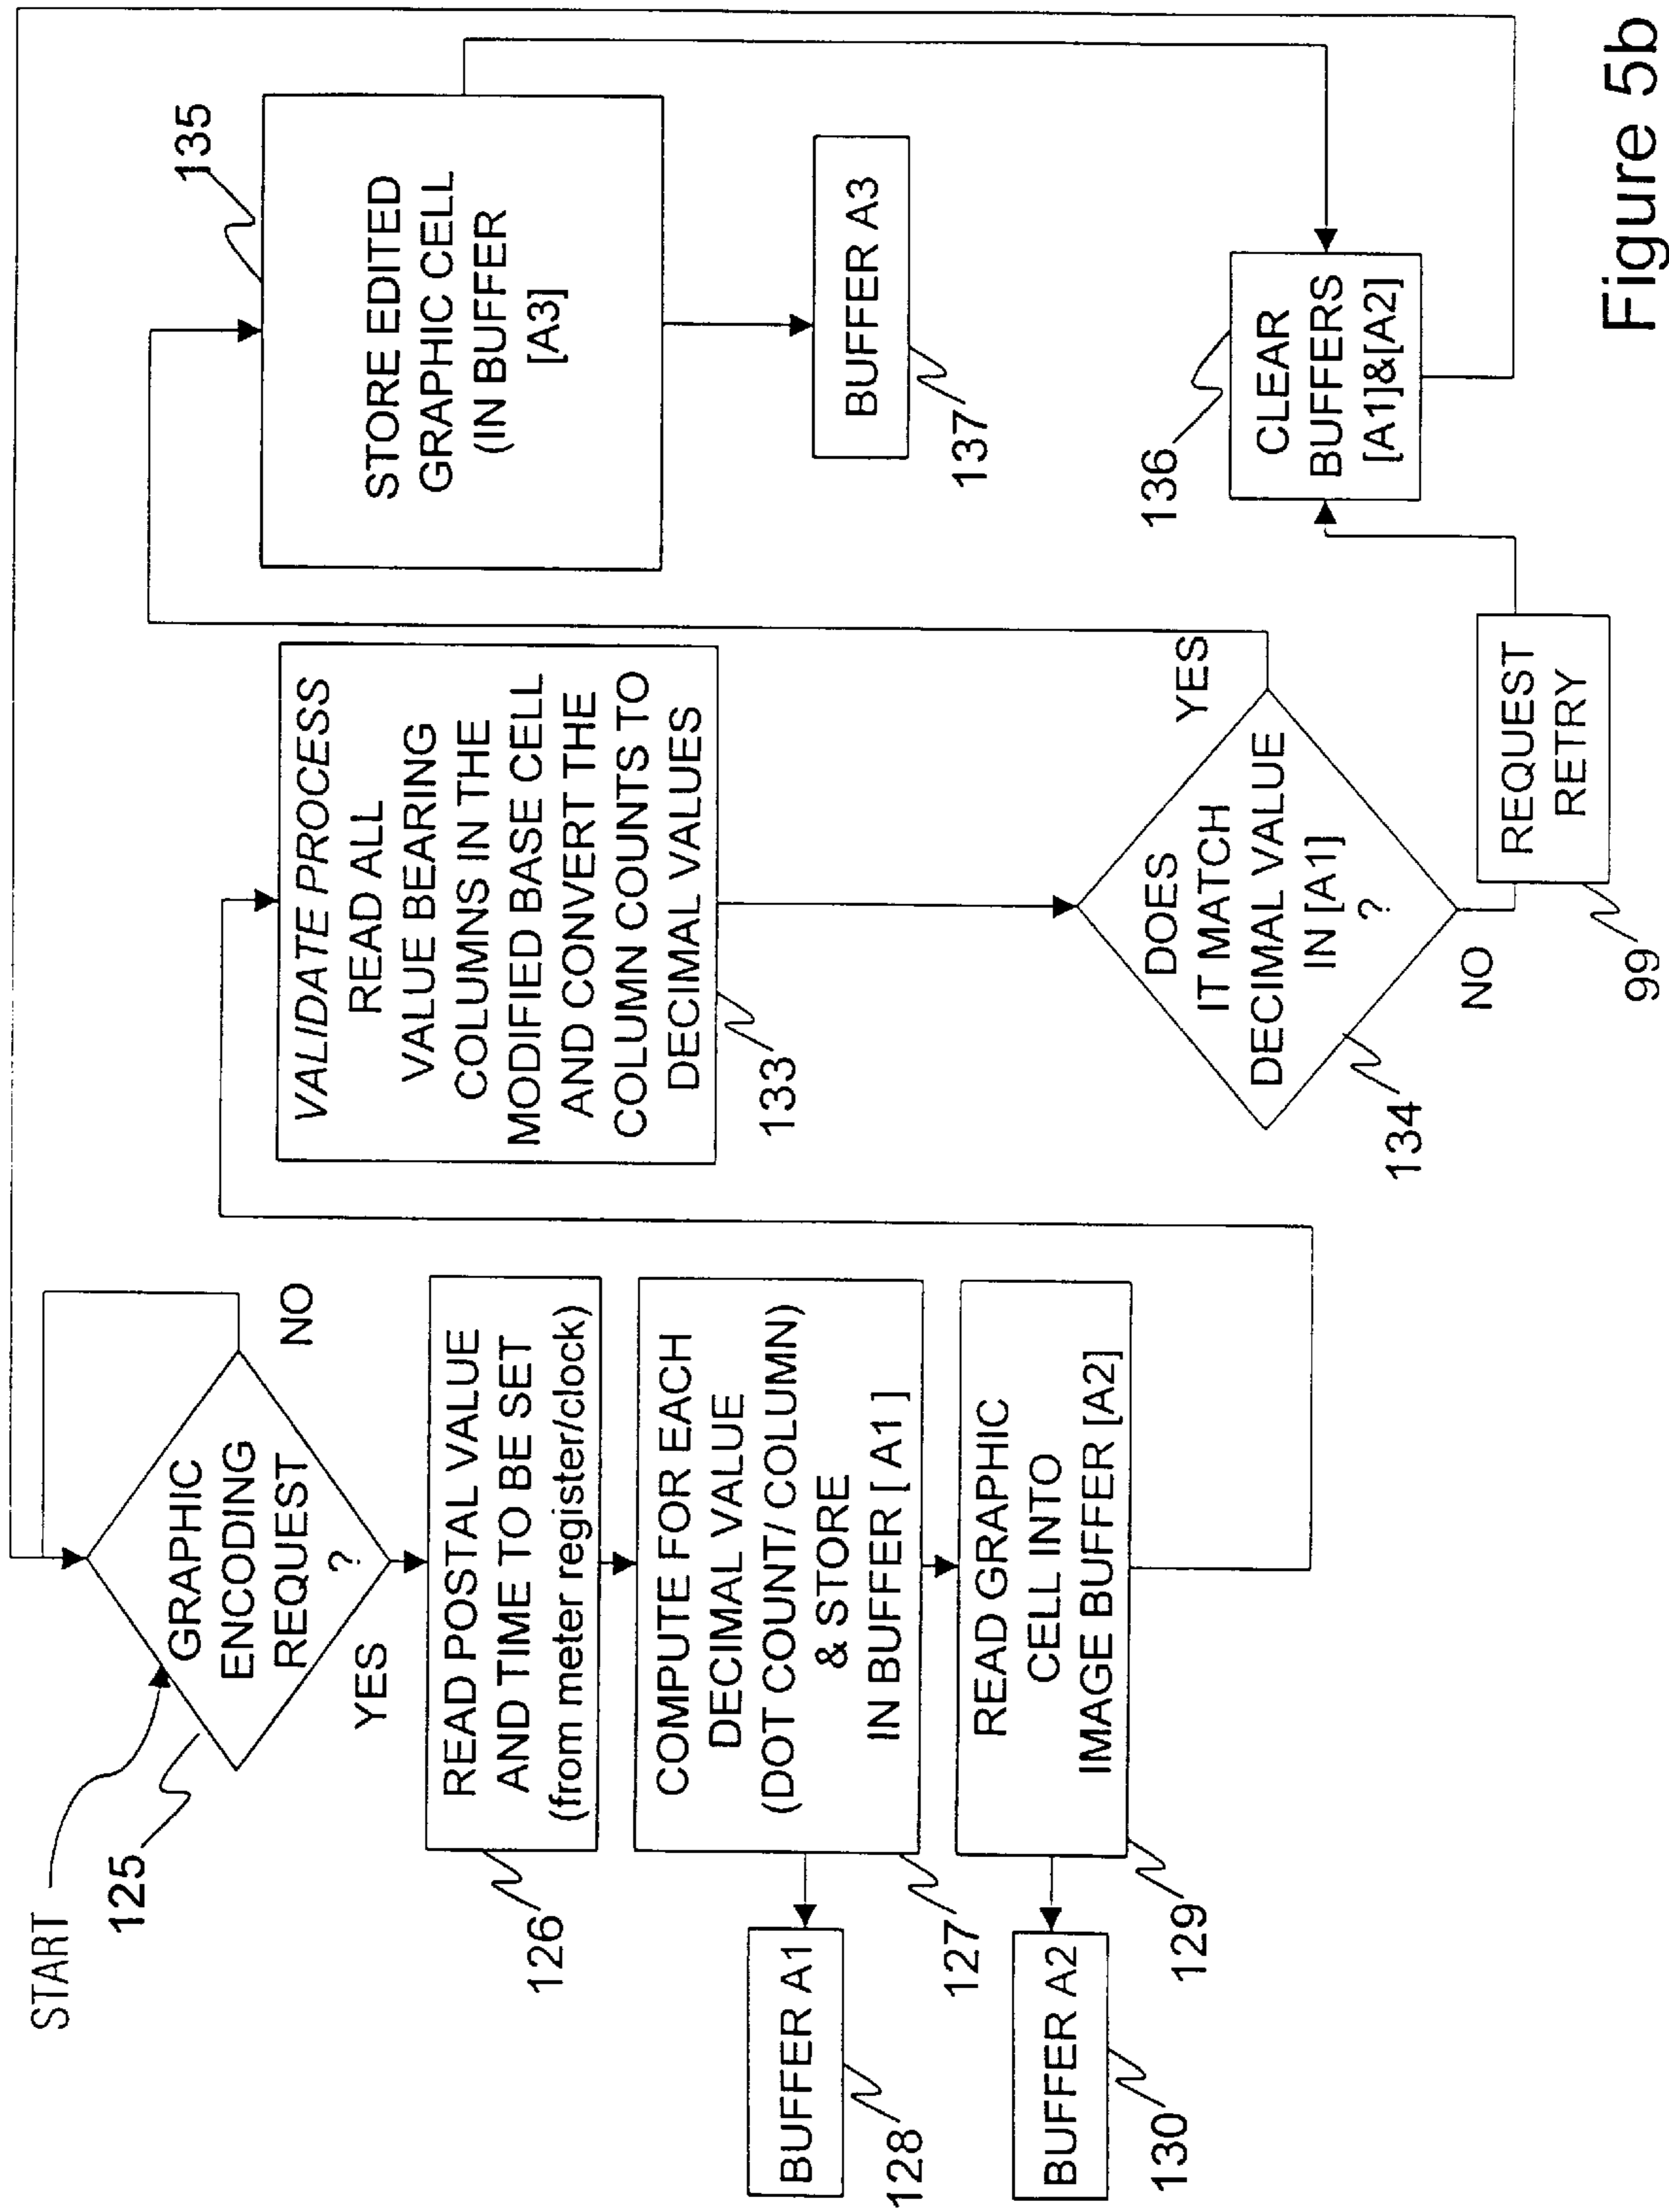 START
125
GRAPHIC
ENCODING
REQUEST
?
NO
YES
READ POSTAL VALUE
AND TIME TO BE SET
(from meter register/clock)
126
COMPUTE FOR EACH
DECIMAL VALUE
(DOT COUNT/ COLUMN)
& STORE
IN BUFFER [ A1 ]
127
BUFFER A1
128
READ GRAPHIC
CELL INTO
IMAGE BUFFER [A2]
129
BUFFER A2
130
VALIDATE PROCESS
READ ALL
VALUE BEARING
COLUMNS IN THE
MODIFIED BASE CELL
AND CONVERT THE
COLUMN COUNTS TO
DECIMAL VALUES
133
DOES
IT MATCH
DECIMAL VALUE
IN [A1]
?
134
YES
NO
REQUEST
RETRY
99
STORE EDITED
GRAPHIC CELL
(IN BUFFER
[A3]
135
BUFFER A3
137
CLEAR
BUFFERS
[A1]&[A2]
136
Figure 5b